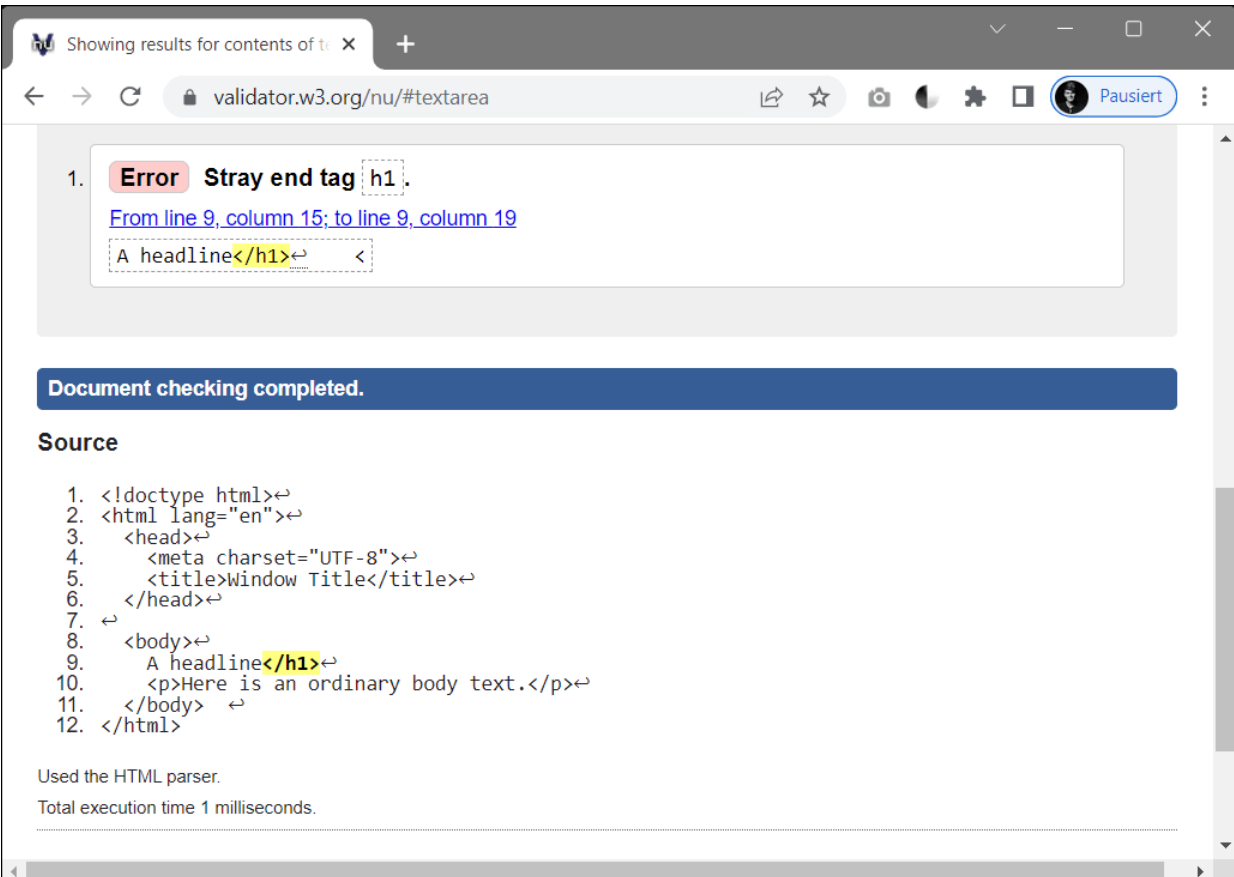 Showing results for contents of te
validator.w3.org/nu/#textarea
Pausiert
1. Error Stray end tag h1.
From line 9, column 15; to line 9, column 19
A headline</h1>↩    <
Document checking completed.
Source
1. <!doctype html>↩
2. <html lang="en">↩
3.   <head>↩
4.     <meta charset="UTF-8">↩
5.     <title>Window Title</title>↩
6.   </head>↩
7. ↩
8.   <body>↩
9.     A headline</h1>↩
10.     <p>Here is an ordinary body text.</p>↩
11.   </body>  ↩
12. </html>
Used the HTML parser.
Total execution time 1 milliseconds.